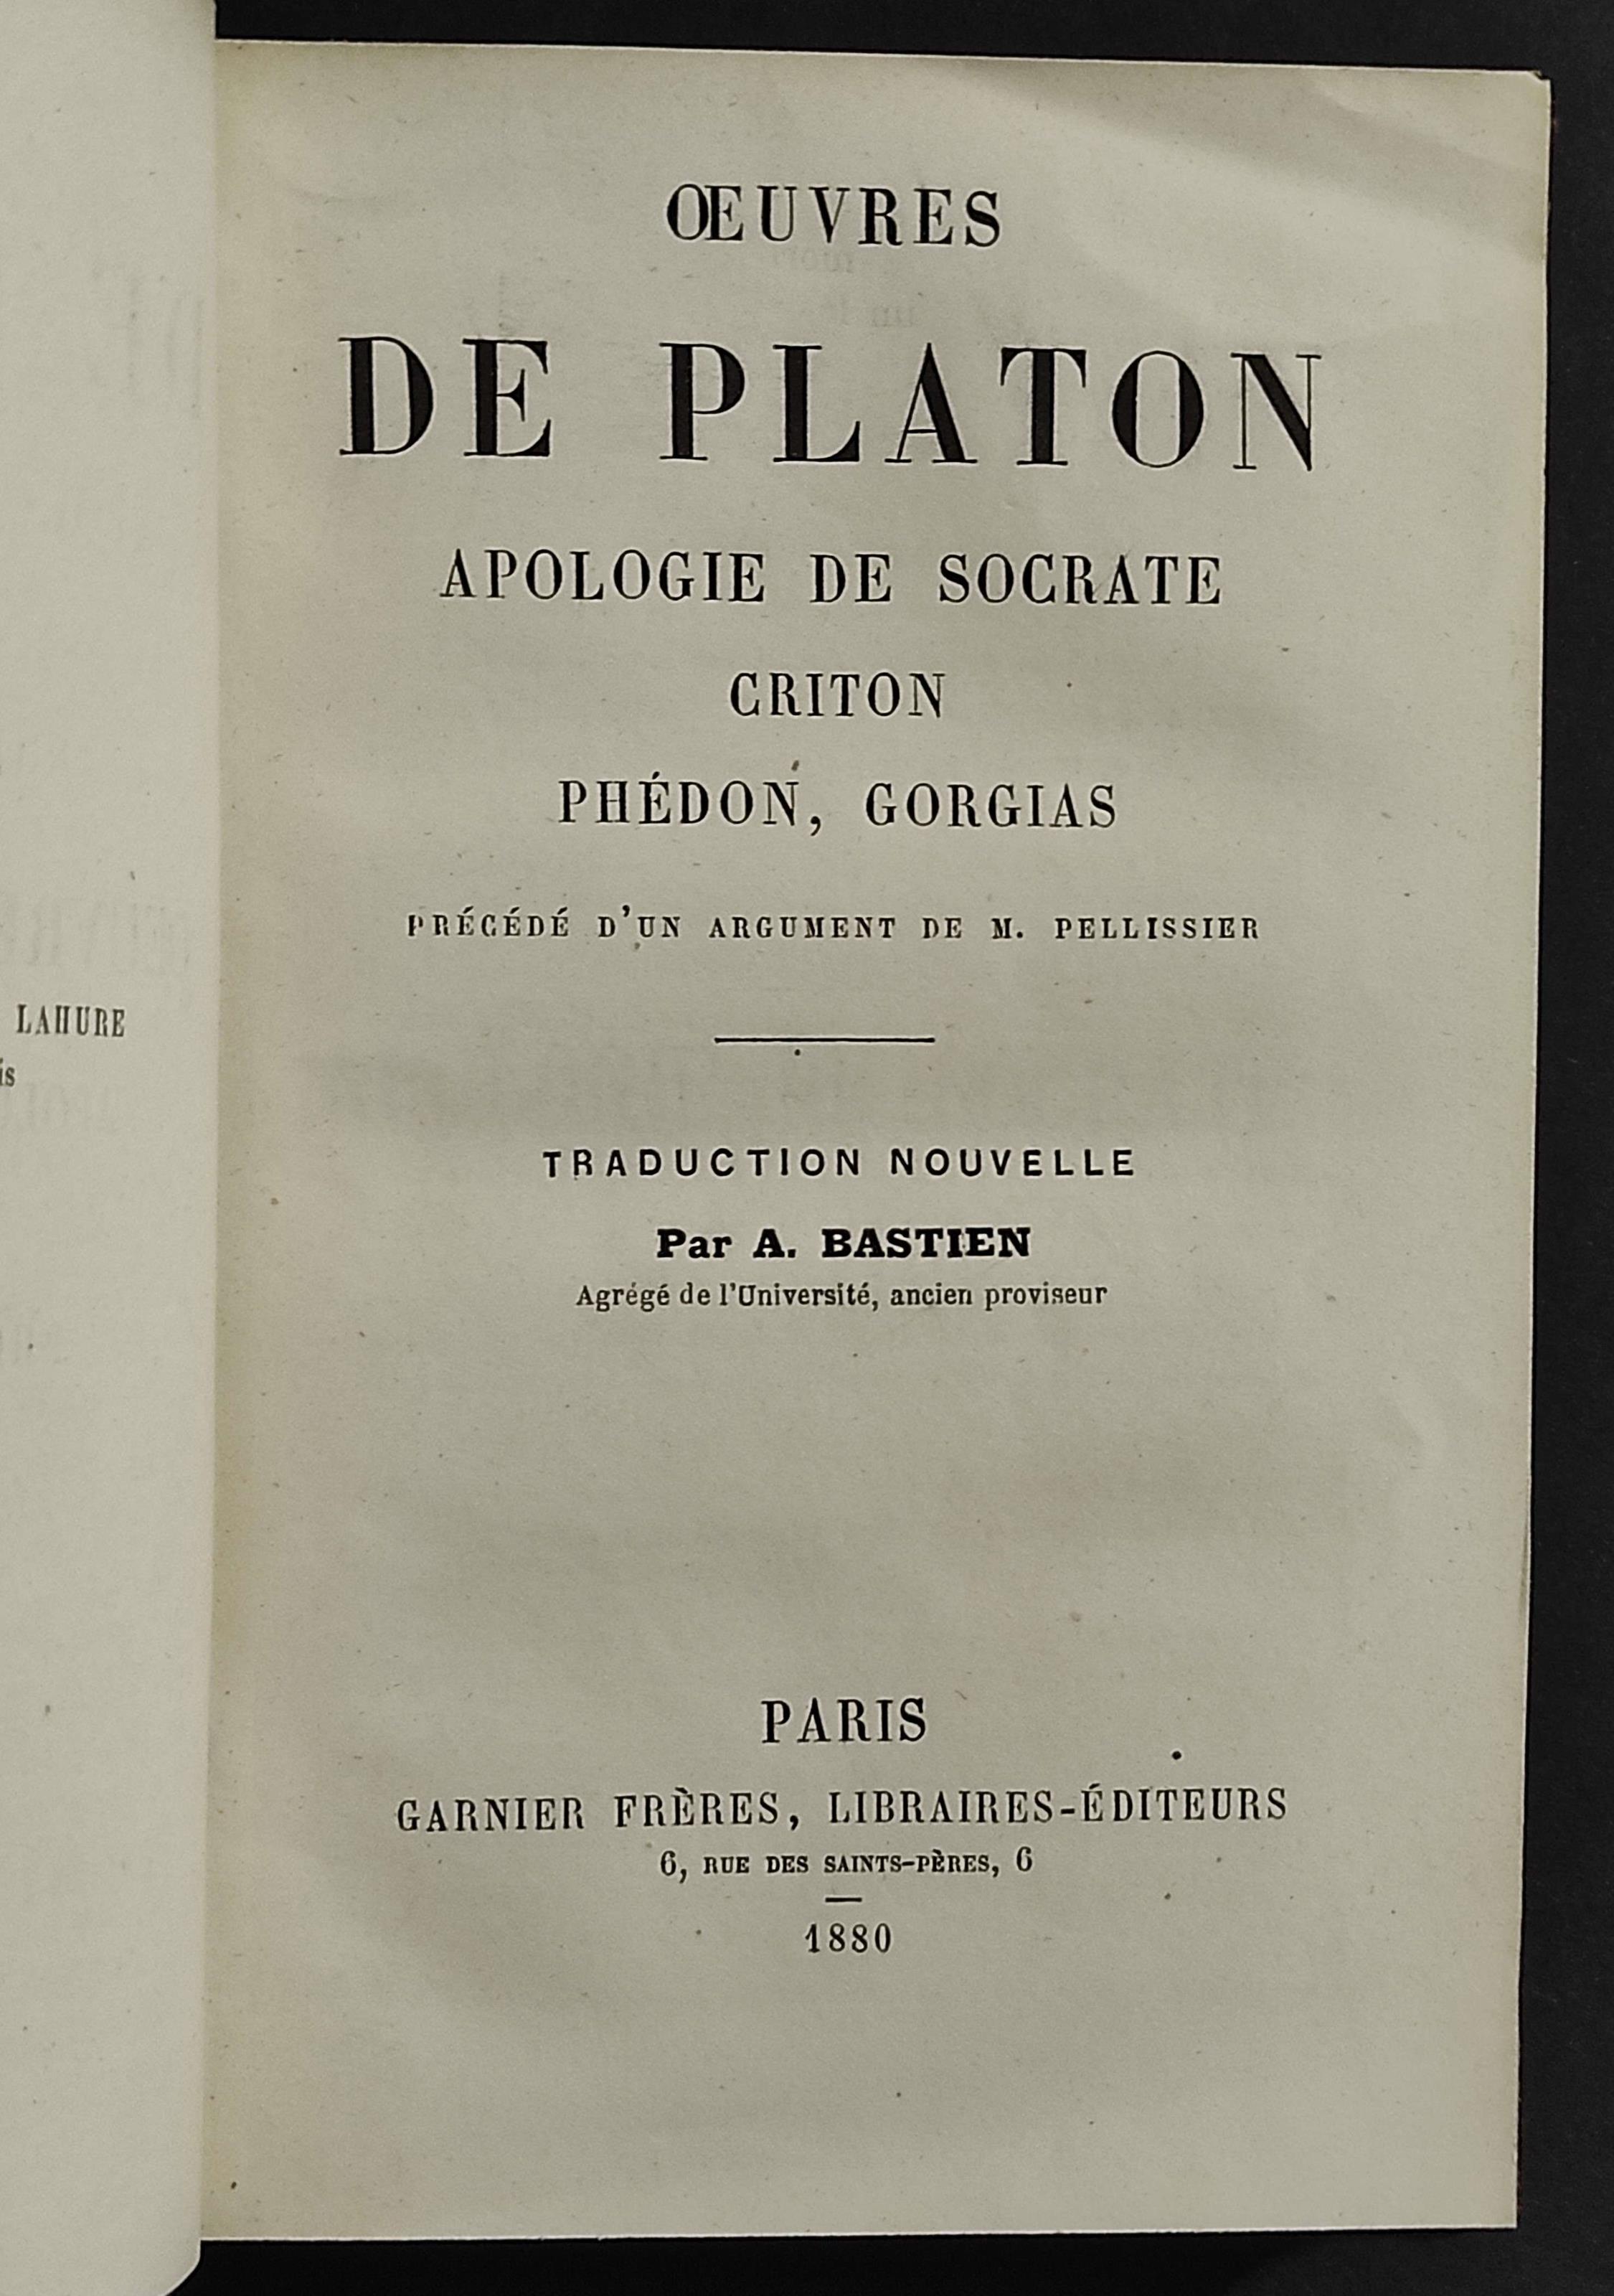 LAHURE
is
ŒUVRES
DE PLATON
APOLOGIE DE SOCRATE
CRITON
PHÉDON, GORGIAS
PRÉCÉDÉ D'UN ARGUMENT DE M. PELLISSIER
TRADUCTION NOUVELLE
Par A. BASTIEN
Agrégé de l'Université, ancien proviseur
PARIS
GARNIER FRÈRES, LIBRAIRES-ÉDITEURS
6, RUE DES SAINTS-PÈRES, 6
1880